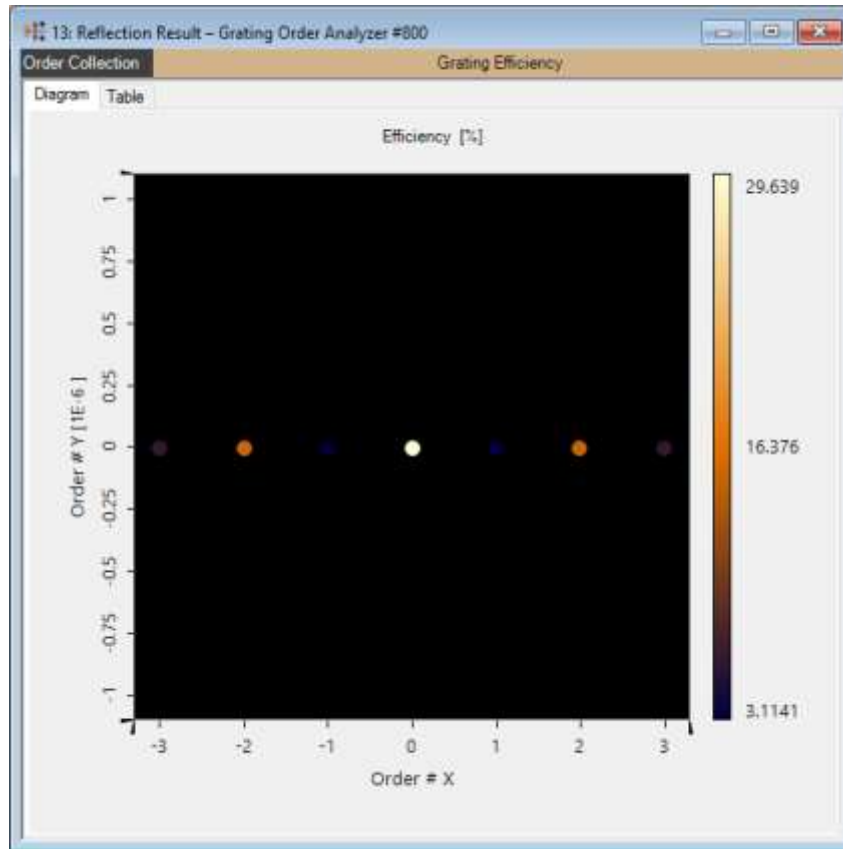 13: Reflection Result – Grating Order Analyzer #800
Order Collection
Grating Efficiency
Diagram
Table
Efficiency [%]
29.639
16.376
3.1141
1
0.75
0.5
0.25
0
-0.25
-0.5
-0.75
-1
Order # Y [1E-6 ]
-3
-2
-1
0
1
2
3
Order # X